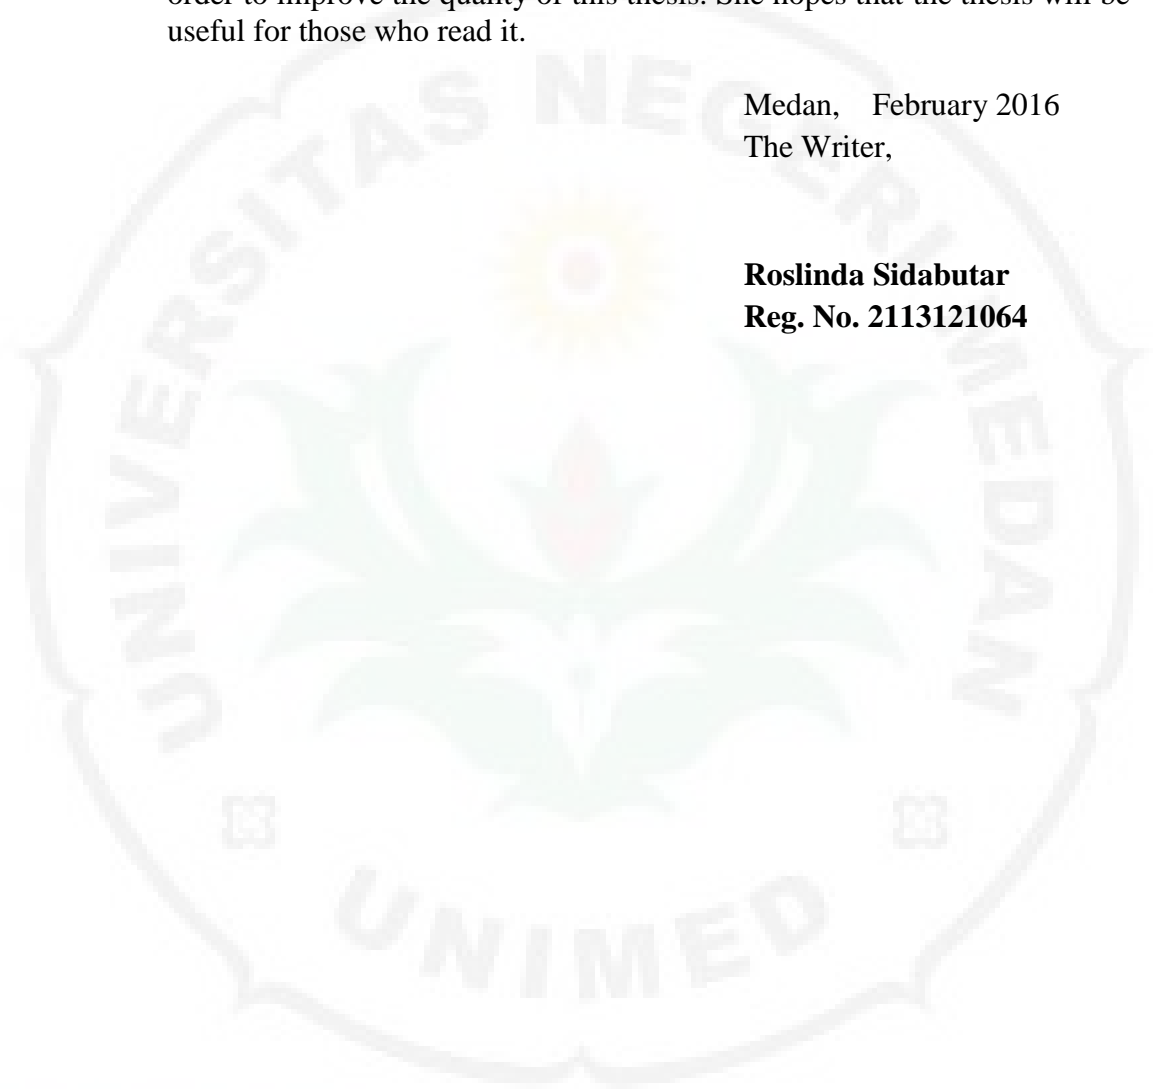 order to improve the quality of this thesis. She hopes that the thesis will be
useful for those who read it.
Medan, February 2016
The Writer,
Roslinda Sidabutar
Reg. No. 2113121064
UNIVERSITAS NEGERI MEDAN
UNIMED